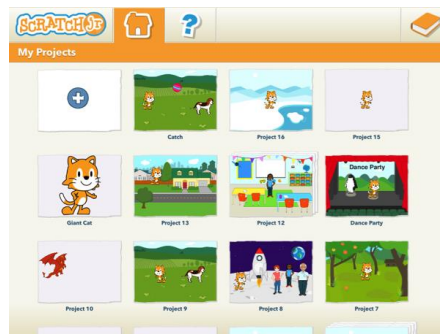 SCRATCHJr
?
My Projects
Catch
Project 16
Project 15
Giant Cat
Project 13
Project 12
Dance Party
Dance Party
Project 10
Project 9
Project 8
Project 7